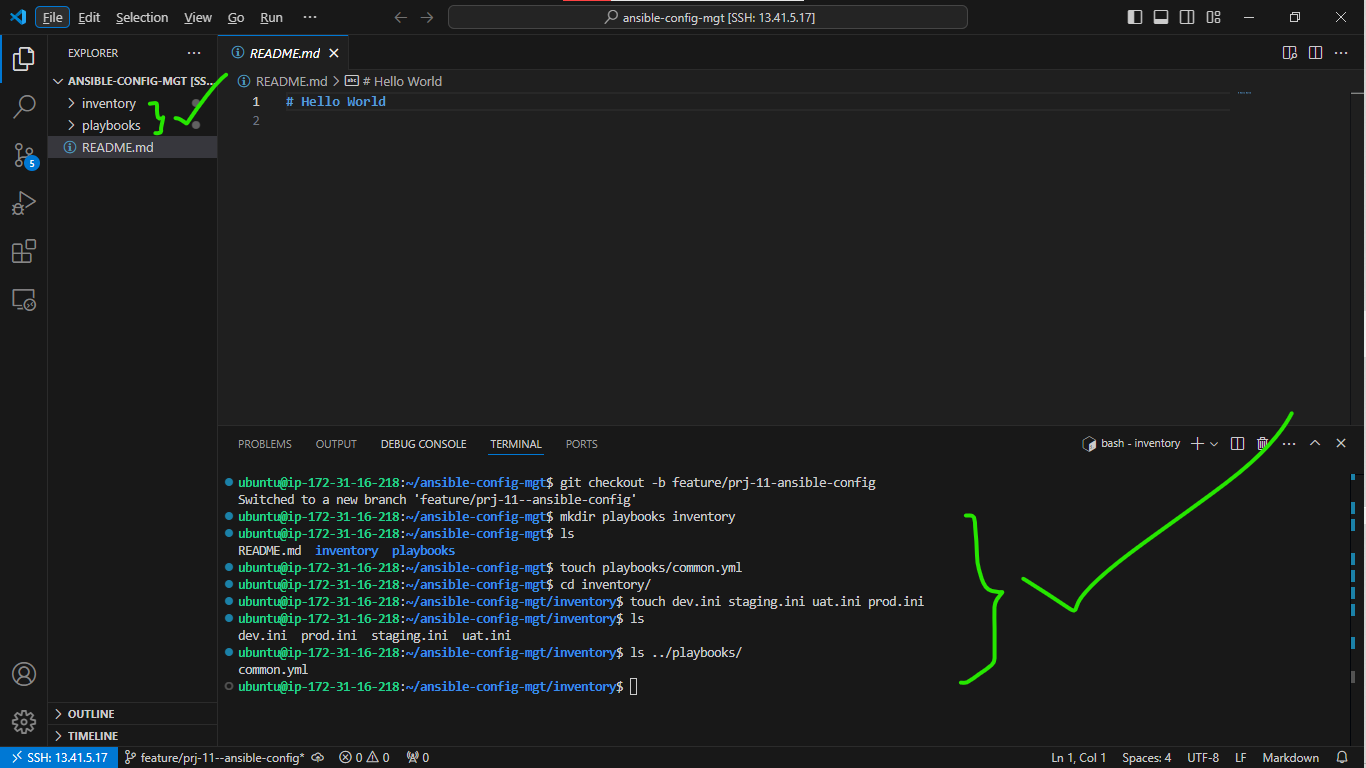 File Edit Selection View Go Run ···
ansible-config-mgt [SSH: 13.41.5.17]
EXPLORER
ANSIBLE-CONFIG-MGT [SS...
inventory
playbooks
README.md
README.md
README.md > # Hello World
1 # Hello World
2
5
PROBLEMS OUTPUT DEBUG CONSOLE TERMINAL PORTS
bash - inventory
ubuntu@ip-172-31-16-218:~/ansible-config-mgt$ git checkout -b feature/prj-11-ansible-config
Switched to a new branch 'feature/prj-11--ansible-config'
ubuntu@ip-172-31-16-218:~/ansible-config-mgt$ mkdir playbooks inventory
ubuntu@ip-172-31-16-218:~/ansible-config-mgt$ ls
README.md inventory playbooks
ubuntu@ip-172-31-16-218:~/ansible-config-mgt$ touch playbooks/common.yml
ubuntu@ip-172-31-16-218:~/ansible-config-mgt$ cd inventory/
ubuntu@ip-172-31-16-218:~/ansible-config-mgt/inventory$ touch dev.ini staging.ini uat.ini prod.ini
ubuntu@ip-172-31-16-218:~/ansible-config-mgt/inventory$ ls
dev.ini prod.ini staging.ini uat.ini
ubuntu@ip-172-31-16-218:~/ansible-config-mgt/inventory$ ls ../playbooks/
common.yml
ubuntu@ip-172-31-16-218:~/ansible-config-mgt/inventory$
OUTLINE
TIMELINE
SSH: 13.41.5.17 feature/prj-11--ansible-config* 0 0 0 Ln 1, Col 1 Spaces: 4 UTF-8 LF Markdown